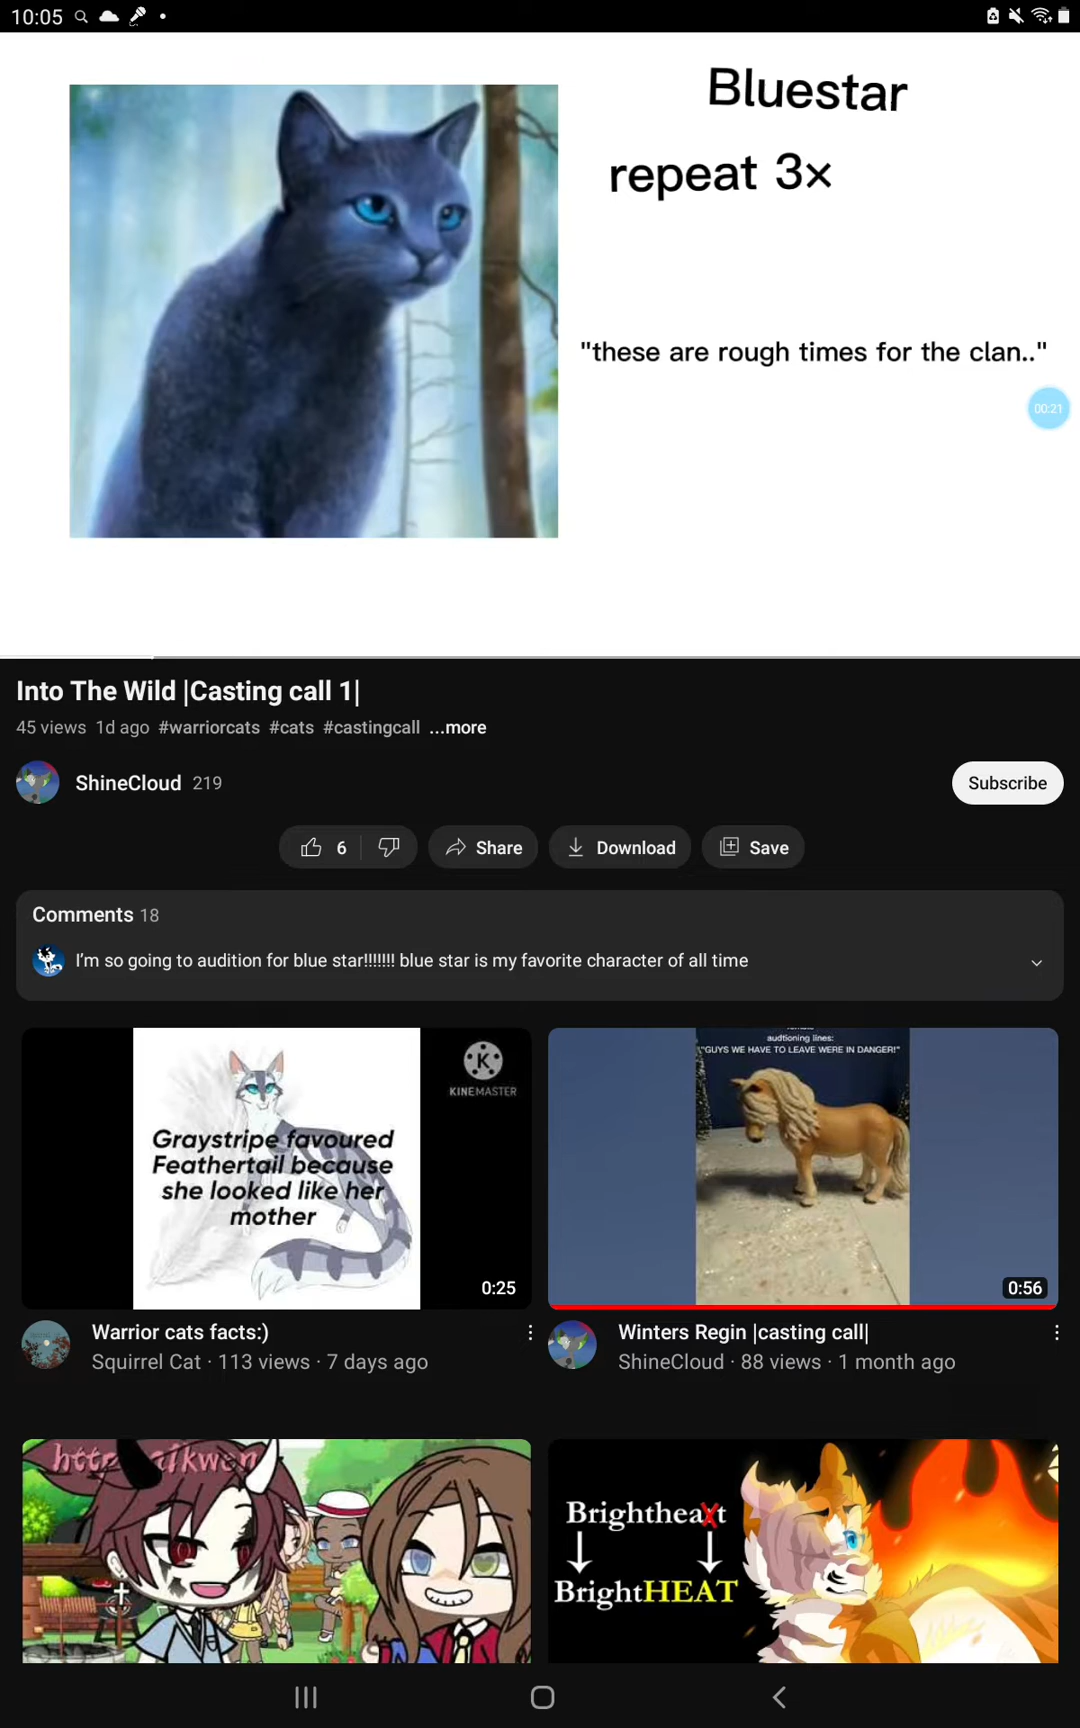 10:05
Bluestar
repeat 3×
"these are rough times for the clan.."
00:21
Into The Wild |Casting call 1|
45 views 1d ago #warriorcats #cats #castingcall ...more
ShineCloud 219
Subscribe
6
Share
Download
Save
Comments 18
I'm so going to audition for blue star!!!!!!! blue star is my favorite character of all time
K
KINEMASTER
Graystripe favoured
Feathertail because
she looked like her
mother
0:25
audtioning lines:
"GUYS WE HAVE TO LEAVE WERE IN DANGER!"
0:56
Warrior cats facts:)
Squirrel Cat · 113 views · 7 days ago
Winters Regin |casting call|
ShineCloud · 88 views · 1 month ago
Brightheart
BrightHEAT